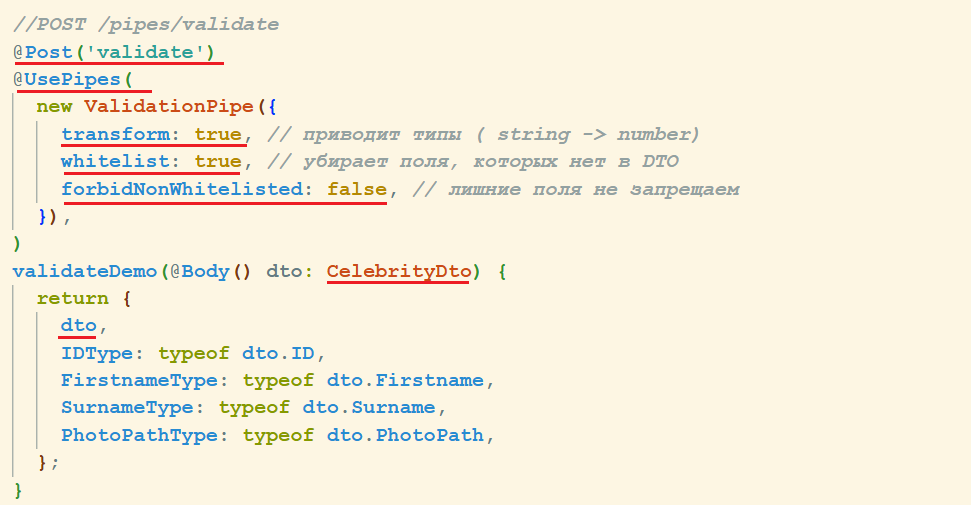 //POST /pipes/validate
@Post('validate')
@UsePipes(
  new ValidationPipe({
    transform: true, // приводит типы ( string -> number)
    whitelist: true, // убирает поля, которых нет в DTO
    forbidNonWhitelisted: false, // лишние поля не запрещаем
  }),
)
validateDemo(@Body() dto: CelebrityDto) {
  return {
    dto,
    IDType: typeof dto.ID,
    FirstnameType: typeof dto.Firstname,
    SurnameType: typeof dto.Surname,
    PhotoPathType: typeof dto.PhotoPath,
  };
}